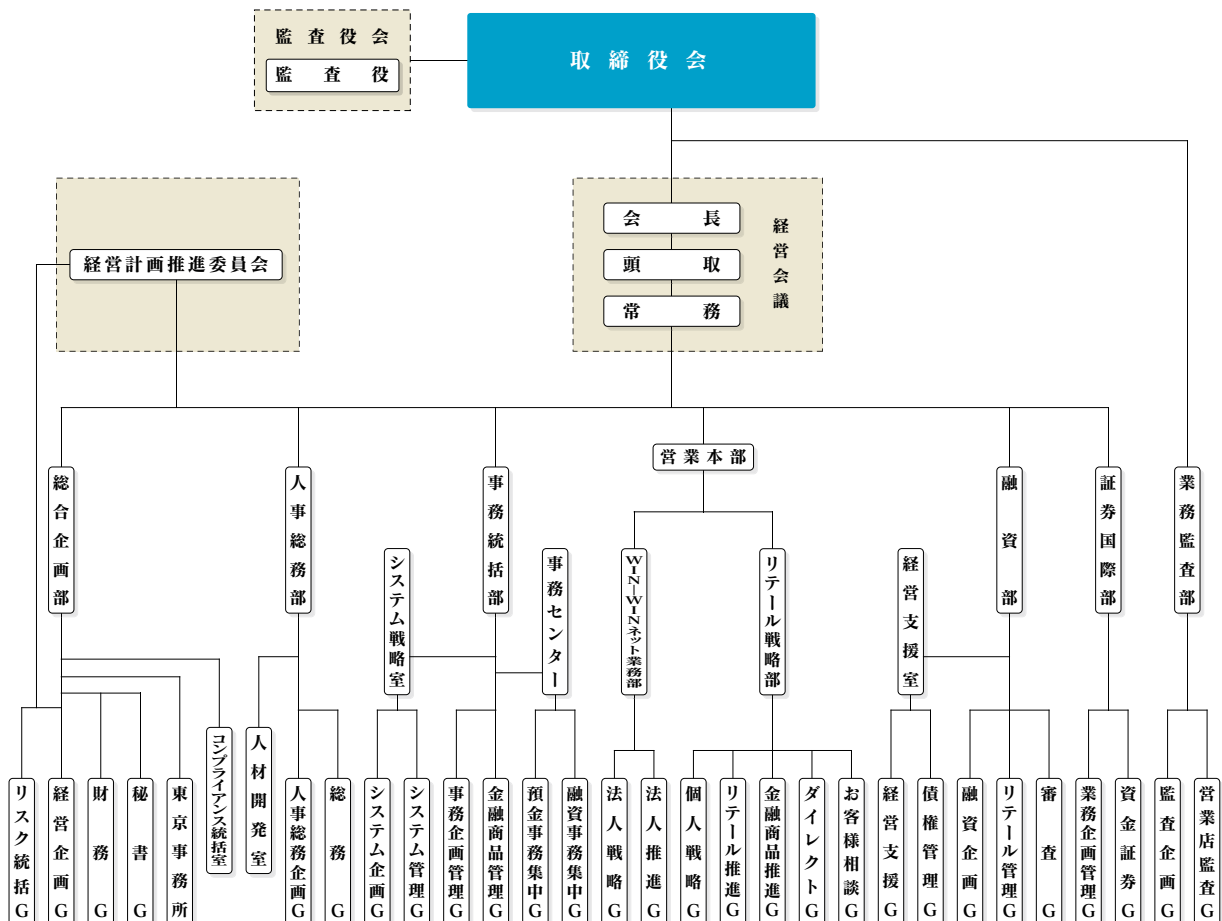 監査役会
監査役
取締役会
経営計画推進委員会
会長
頭取
常務
経営会議
営業本部
総合企画部
人事総務部
事務統括部
融資部
証券国際部
業務監査部
システム戦略室
事務センター
WIN－WINネット業務部
リテール戦略部
経営支援室
コンプライアンス統括室
人材開発室
リスク統括G
経営企画G
財務G
秘書G
東京事務所
人事総務企画G
総務G
システム企画G
システム管理G
事務企画管理G
金融商品管理G
預金事務集中G
融資事務集中G
法人戦略G
法人推進G
個人戦略G
リテール推進G
金融商品推進G
ダイレクトG
お客様相談G
経営支援G
債権管理G
融資企画G
リテール管理G
審査G
業務企画管理G
資金証券G
監査企画G
営業店監査G